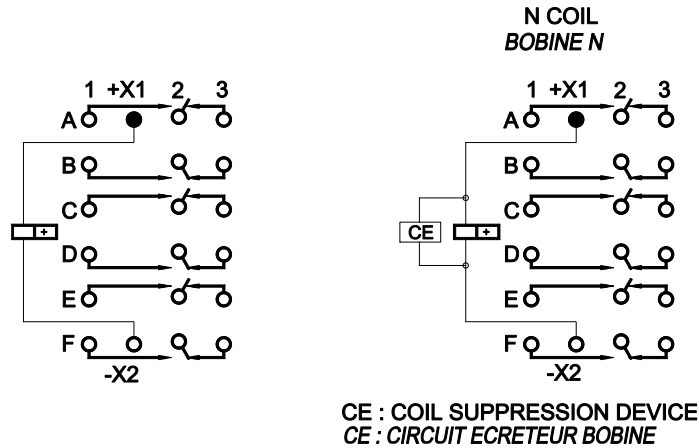 N COIL
BOBINE N
1 +X1 2 3
A
B
C
+
D
E
F
-X2
1 +X1 2 3
A
B
C
CE
+
D
E
F
-X2
CE : COIL SUPPRESSION DEVICE
CE : CIRCUIT ECRETEUR BOBINE